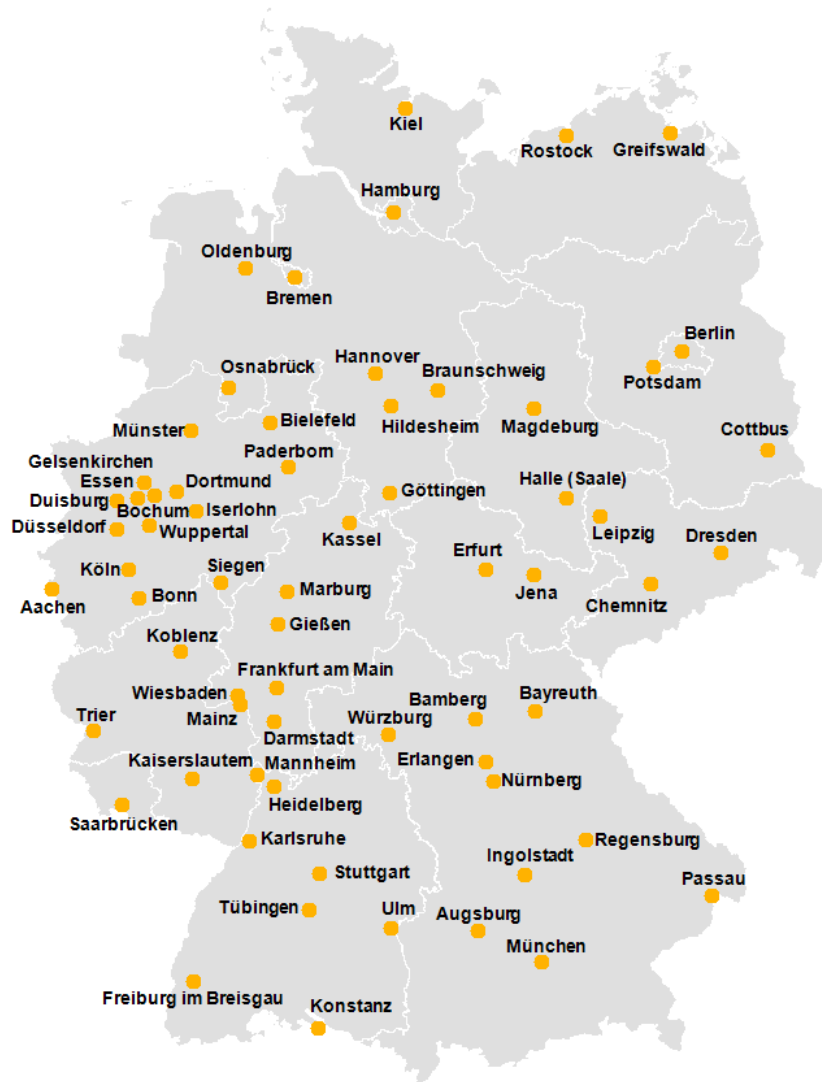 Kiel
Rostock
Greifswald
Hamburg
Oldenburg
Bremen
Berlin
Potsdam
Hannover
Braunschweig
Osnabrück
Hildesheim
Magdeburg
Bielefeld
Münster
Cottbus
Paderborn
Gelsenkirchen
Essen
Dortmund
Halle (Saale)
Göttingen
Duisburg
Bochum
Iserlohn
Leipzig
Düsseldorf
Wuppertal
Kassel
Dresden
Erfurt
Köln
Siegen
Jena
Chemnitz
Marburg
Bonn
Aachen
Gießen
Koblenz
Frankfurt am Main
Wiesbaden
Bamberg
Bayreuth
Trier
Mainz
Würzburg
Darmstadt
Kaiserslautern
Mannheim
Erlangen
Nürnberg
Heidelberg
Saarbrücken
Karlsruhe
Regensburg
Ingolstadt
Stuttgart
Passau
Tübingen
Ulm
Augsburg
München
Freiburg im Breisgau
Konstanz